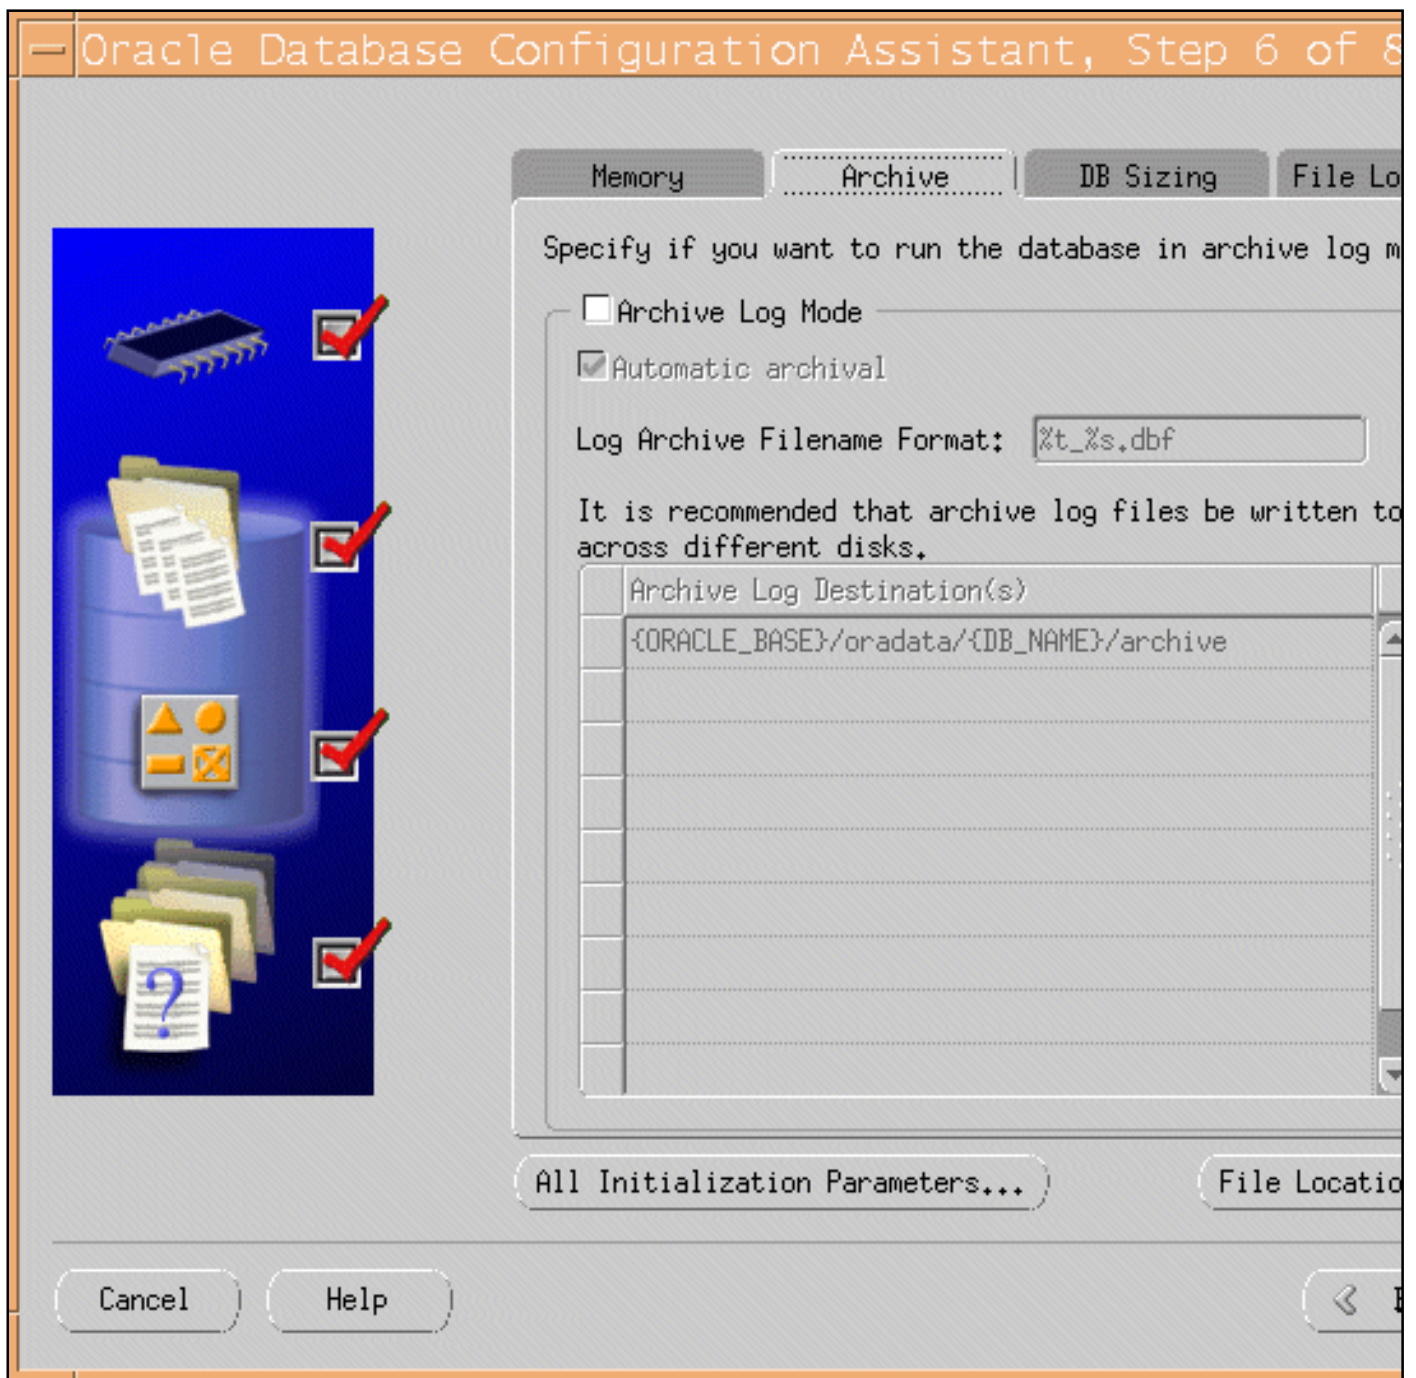 Oracle Database Configuration Assistant, Step 6 of 8
Memory
Archive
DB Sizing
File Lo
Specify if you want to run the database in archive log m
Archive Log Mode
Automatic archival
Log Archive Filename Format: %t_%s.dbf
It is recommended that archive log files be written to
across different disks.
Archive Log Destination(s)
{ORACLE_BASE}/oradata/{DB_NAME}/archive
?
All Initialization Parameters...
File Locatio
Cancel
Help